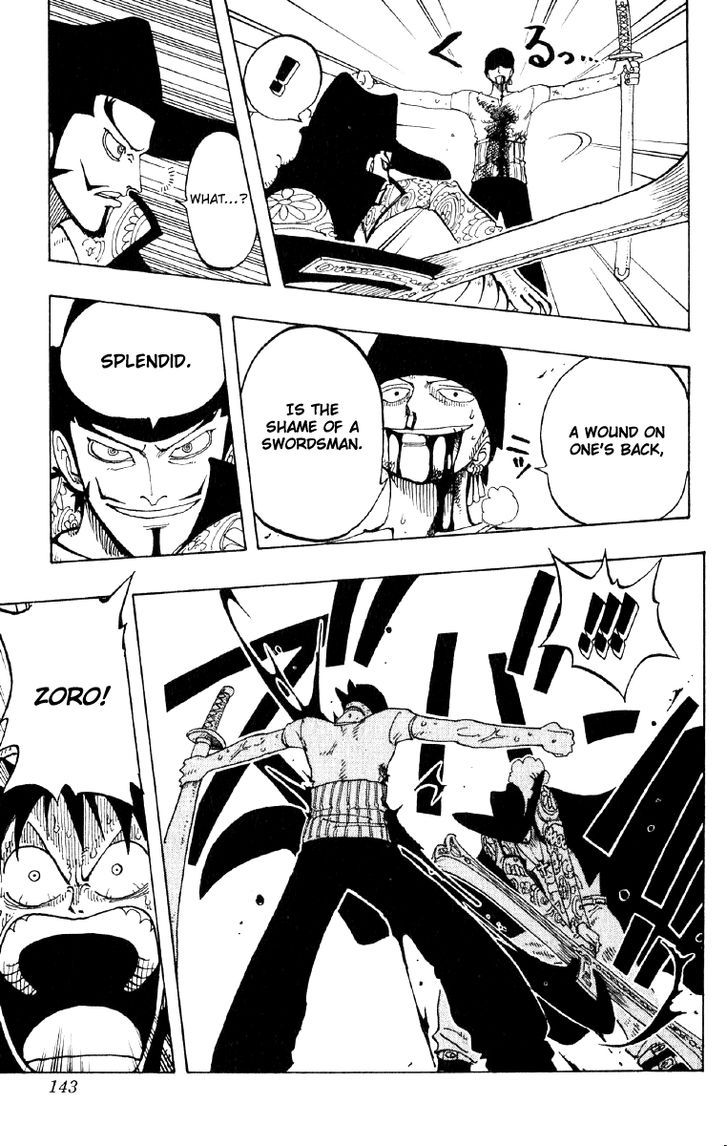 くるっ…
!!
WHAT...?
A WOUND ON
ONE'S BACK,
IS THE
SHAME OF A
SWORDSMAN.
SPLENDID.
!!!
ZORO!
143